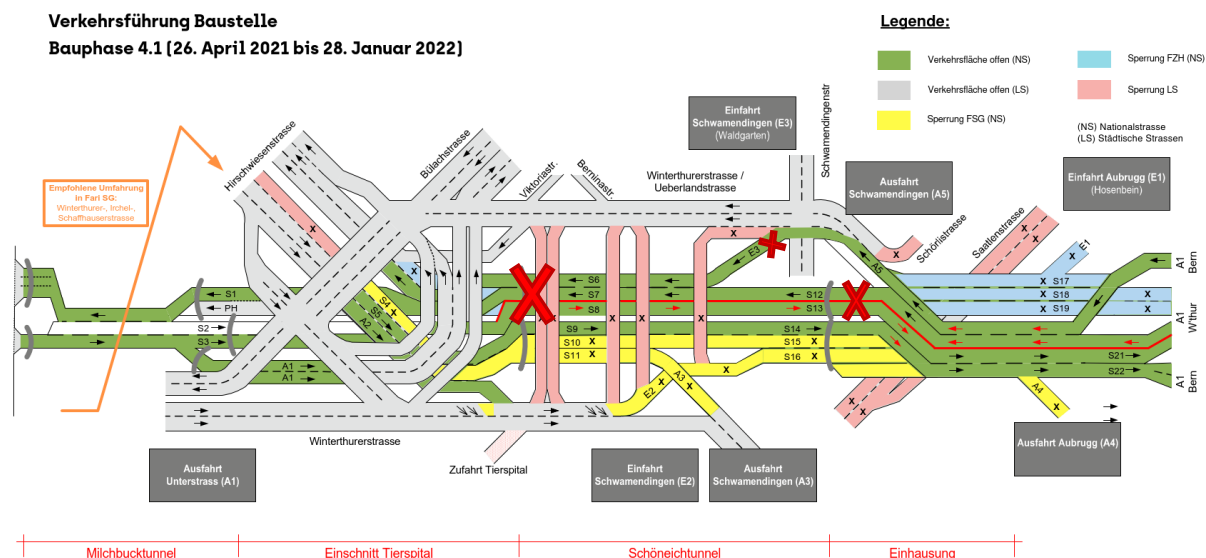 Verkehrsführung Baustelle
Bauphase 4.1 (26. April 2021 bis 28. Januar 2022)
Legende:
Verkehrsfläche offen (NS)
Sperrung FZH (NS)
Verkehrsfläche offen (LS)
Sperrung LS
Sperrung FSG (NS)
(NS) Nationalstrasse
(LS) Städtische Strassen
Empfohlene Umfahrung
in Fari SG:
Winterthurer-, Irchel-,
Schaffhauserstrasse
Hirschwiesenstrasse
Bülachstrasse
Viktoriastr.
Berninastr.
Winterthurerstrasse /
Ueberlandstrasse
Einfahrt
Schwamendingen (E3)
(Waldgarten)
Schwamendingenstr
Ausfahrt
Schwamendingen (A5)
Einfahrt Aubrugg (E1)
(Hosenbein)
Schörlistrasse
Saatlenstrasse
E1
A1
Bern
E3
A5
x
S1
PH
S2
S3
S4
S5
A2
A1
A1
S6
S7
S8
S9
S10
S11
S12
S13
S14
S15
S16
S17
S18
S19
S21
S22
A1
W'thur
A1
Bern
E2
A3
A4
Winterthurerstrasse
Zufahrt Tierspital
Ausfahrt
Unterstrass (A1)
Einfahrt
Schwamendingen (E2)
Ausfahrt
Schwamendingen (A3)
Ausfahrt Aubrugg (A4)
Milchbucktunnel
Einschnitt Tierspital
Schöneichtunnel
Einhausung